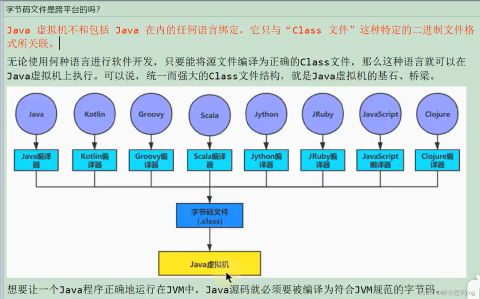 字节码文件是跨平台的吗?
Java 虚拟机不和包括 Java 在内的任何语言绑定，它只与“Class 文件”这种特定的二进制文件格
式所关联。
无论使用何种语言进行软件开发，只要能将源文件编译为正确的Class文件，那么这种语言就可以在
Java虚拟机上执行。可以说，统一而强大的Class文件结构，就是Java虚拟机的基石、桥梁。
Java Kotlin Groovy Scala Jython JRuby JavaScript Clojure
Java编译器 Kotlin编译器 Groovy编译器 Scala编译器 Jython编译器 JRuby编译器 JavaScript编译器 Clojure编译器
字节码文件
(.class)
Java虚拟机
想要让一个Java程序正确地运行在JVM中，Java源码就必须要被编译为符合JVM规范的字节码。